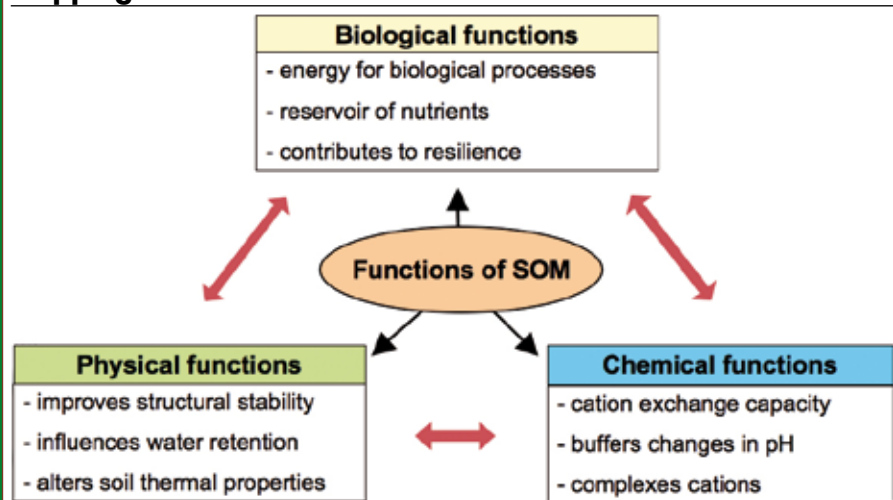 Biological functions
- energy for biological processes
- reservoir of nutrients
- contributes to resilience
Functions of SOM
Physical functions
- improves structural stability
- influences water retention
- alters soil thermal properties
Chemical functions
- cation exchange capacity
- buffers changes in pH
- complexes cations